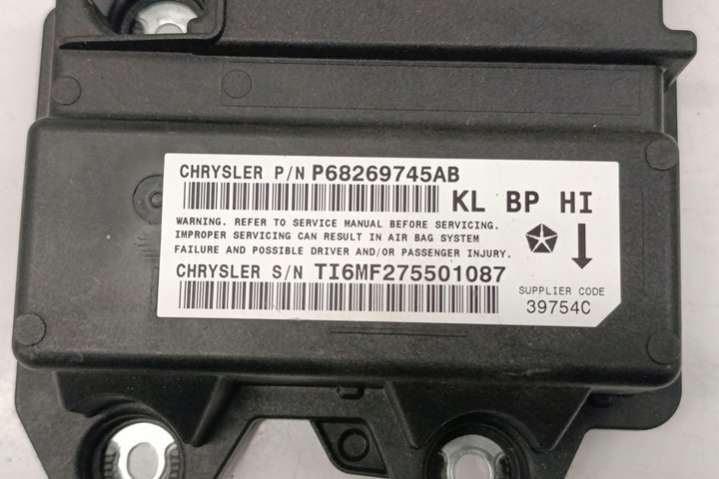 CHRYSLER P/N P68269745AB
KL BP HI
WARNING. REFER TO SERVICE MANUAL BEFORE SERVICING.
IMPROPER SERVICING CAN RESULT IN AIR BAG SYSTEM
FAILURE AND POSSIBLE DRIVER AND/OR PASSENGER INJURY.
CHRYSLER S/N TI6MF275501087
SUPPLIER CODE
39754C